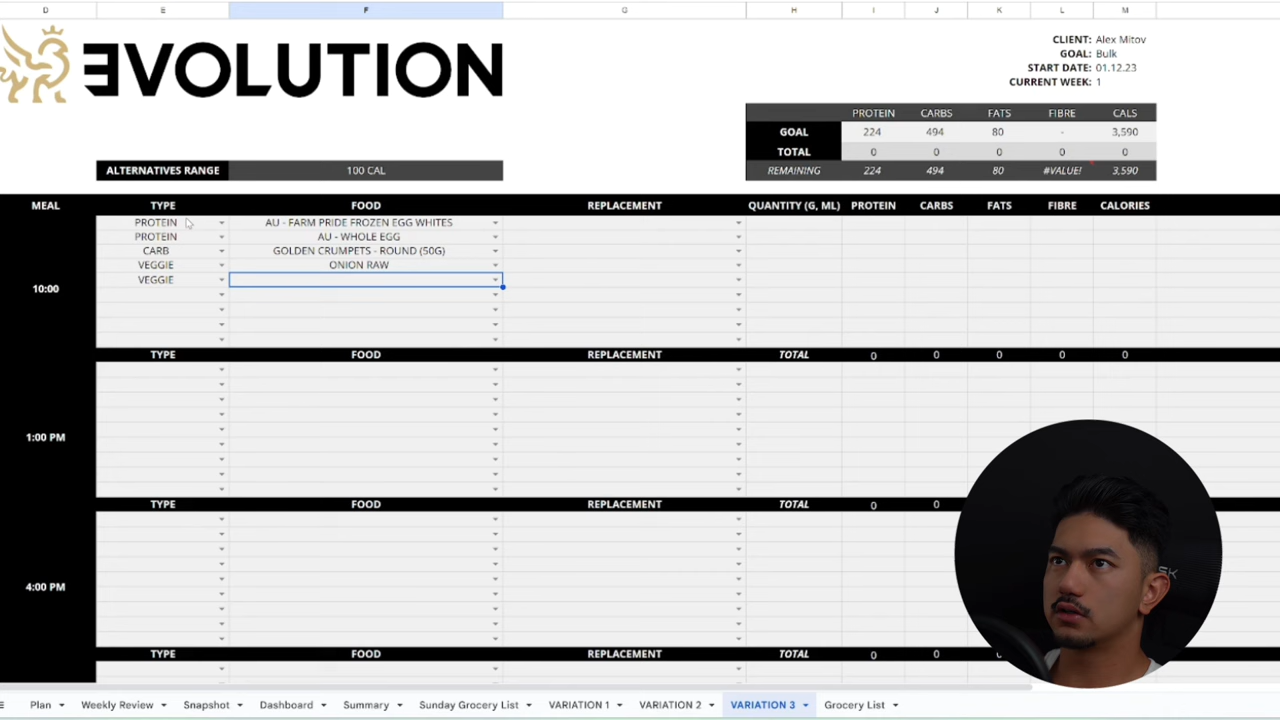 D E F G H I J K L M
ƎVOLUTION
CLIENT: Alex Mitov
GOAL: Bulk
START DATE: 01.12.23
CURRENT WEEK: 1
PROTEIN CARBS FATS FIBRE CALS
GOAL 224 494 80 - 3,590
TOTAL 0 0 0 0 0
ALTERNATIVES RANGE 100 CAL
REMAINING 224 494 80 #VALUE! 3,590
MEAL TYPE FOOD REPLACEMENT QUANTITY (G, ML) PROTEIN CARBS FATS FIBRE CALORIES
PROTEIN AU - FARM PRIDE FROZEN EGG WHITES
PROTEIN AU - WHOLE EGG
CARB GOLDEN CRUMPETS - ROUND (50G)
VEGGIE ONION RAW
VEGGIE
10:00
TYPE FOOD REPLACEMENT TOTAL 0 0 0 0 0
1:00 PM
TYPE FOOD REPLACEMENT TOTAL 0 0
4:00 PM
TYPE FOOD REPLACEMENT TOTAL 0 0 0
Plan Weekly Review Snapshot Dashboard Summary Sunday Grocery List VARIATION 1 VARIATION 2 VARIATION 3 Grocery List